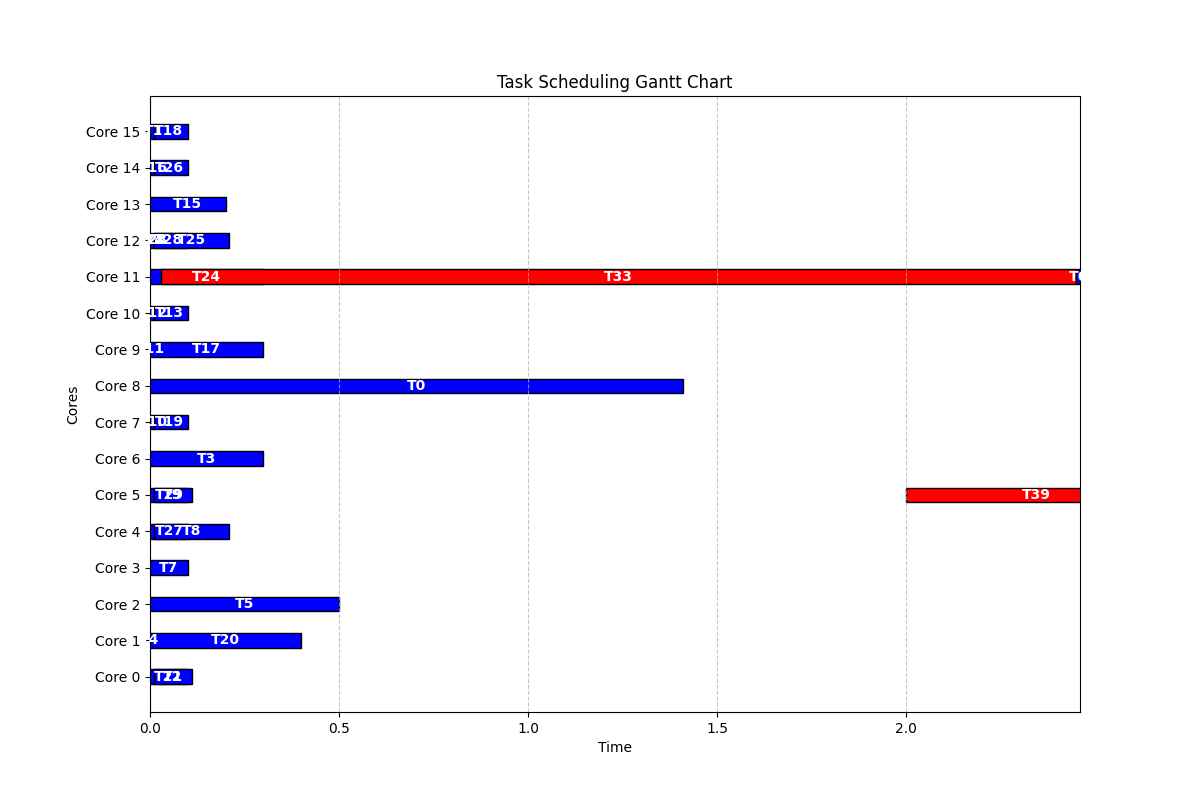 Task Scheduling Gantt Chart
Core 15 T18
Core 14 T26
Core 13 T15
Core 12 T25
Core 11 T24 T33
Core 10 T13
Core 9 T17
Core 8 T0
Core 7 T19
Core 6 T3
Core 5 T39
Core 4 T27 T8
Core 3 T7
Core 2 T5
Core 1 T20
Core 0
Cores
0.0 0.5 1.0 1.5 2.0
Time